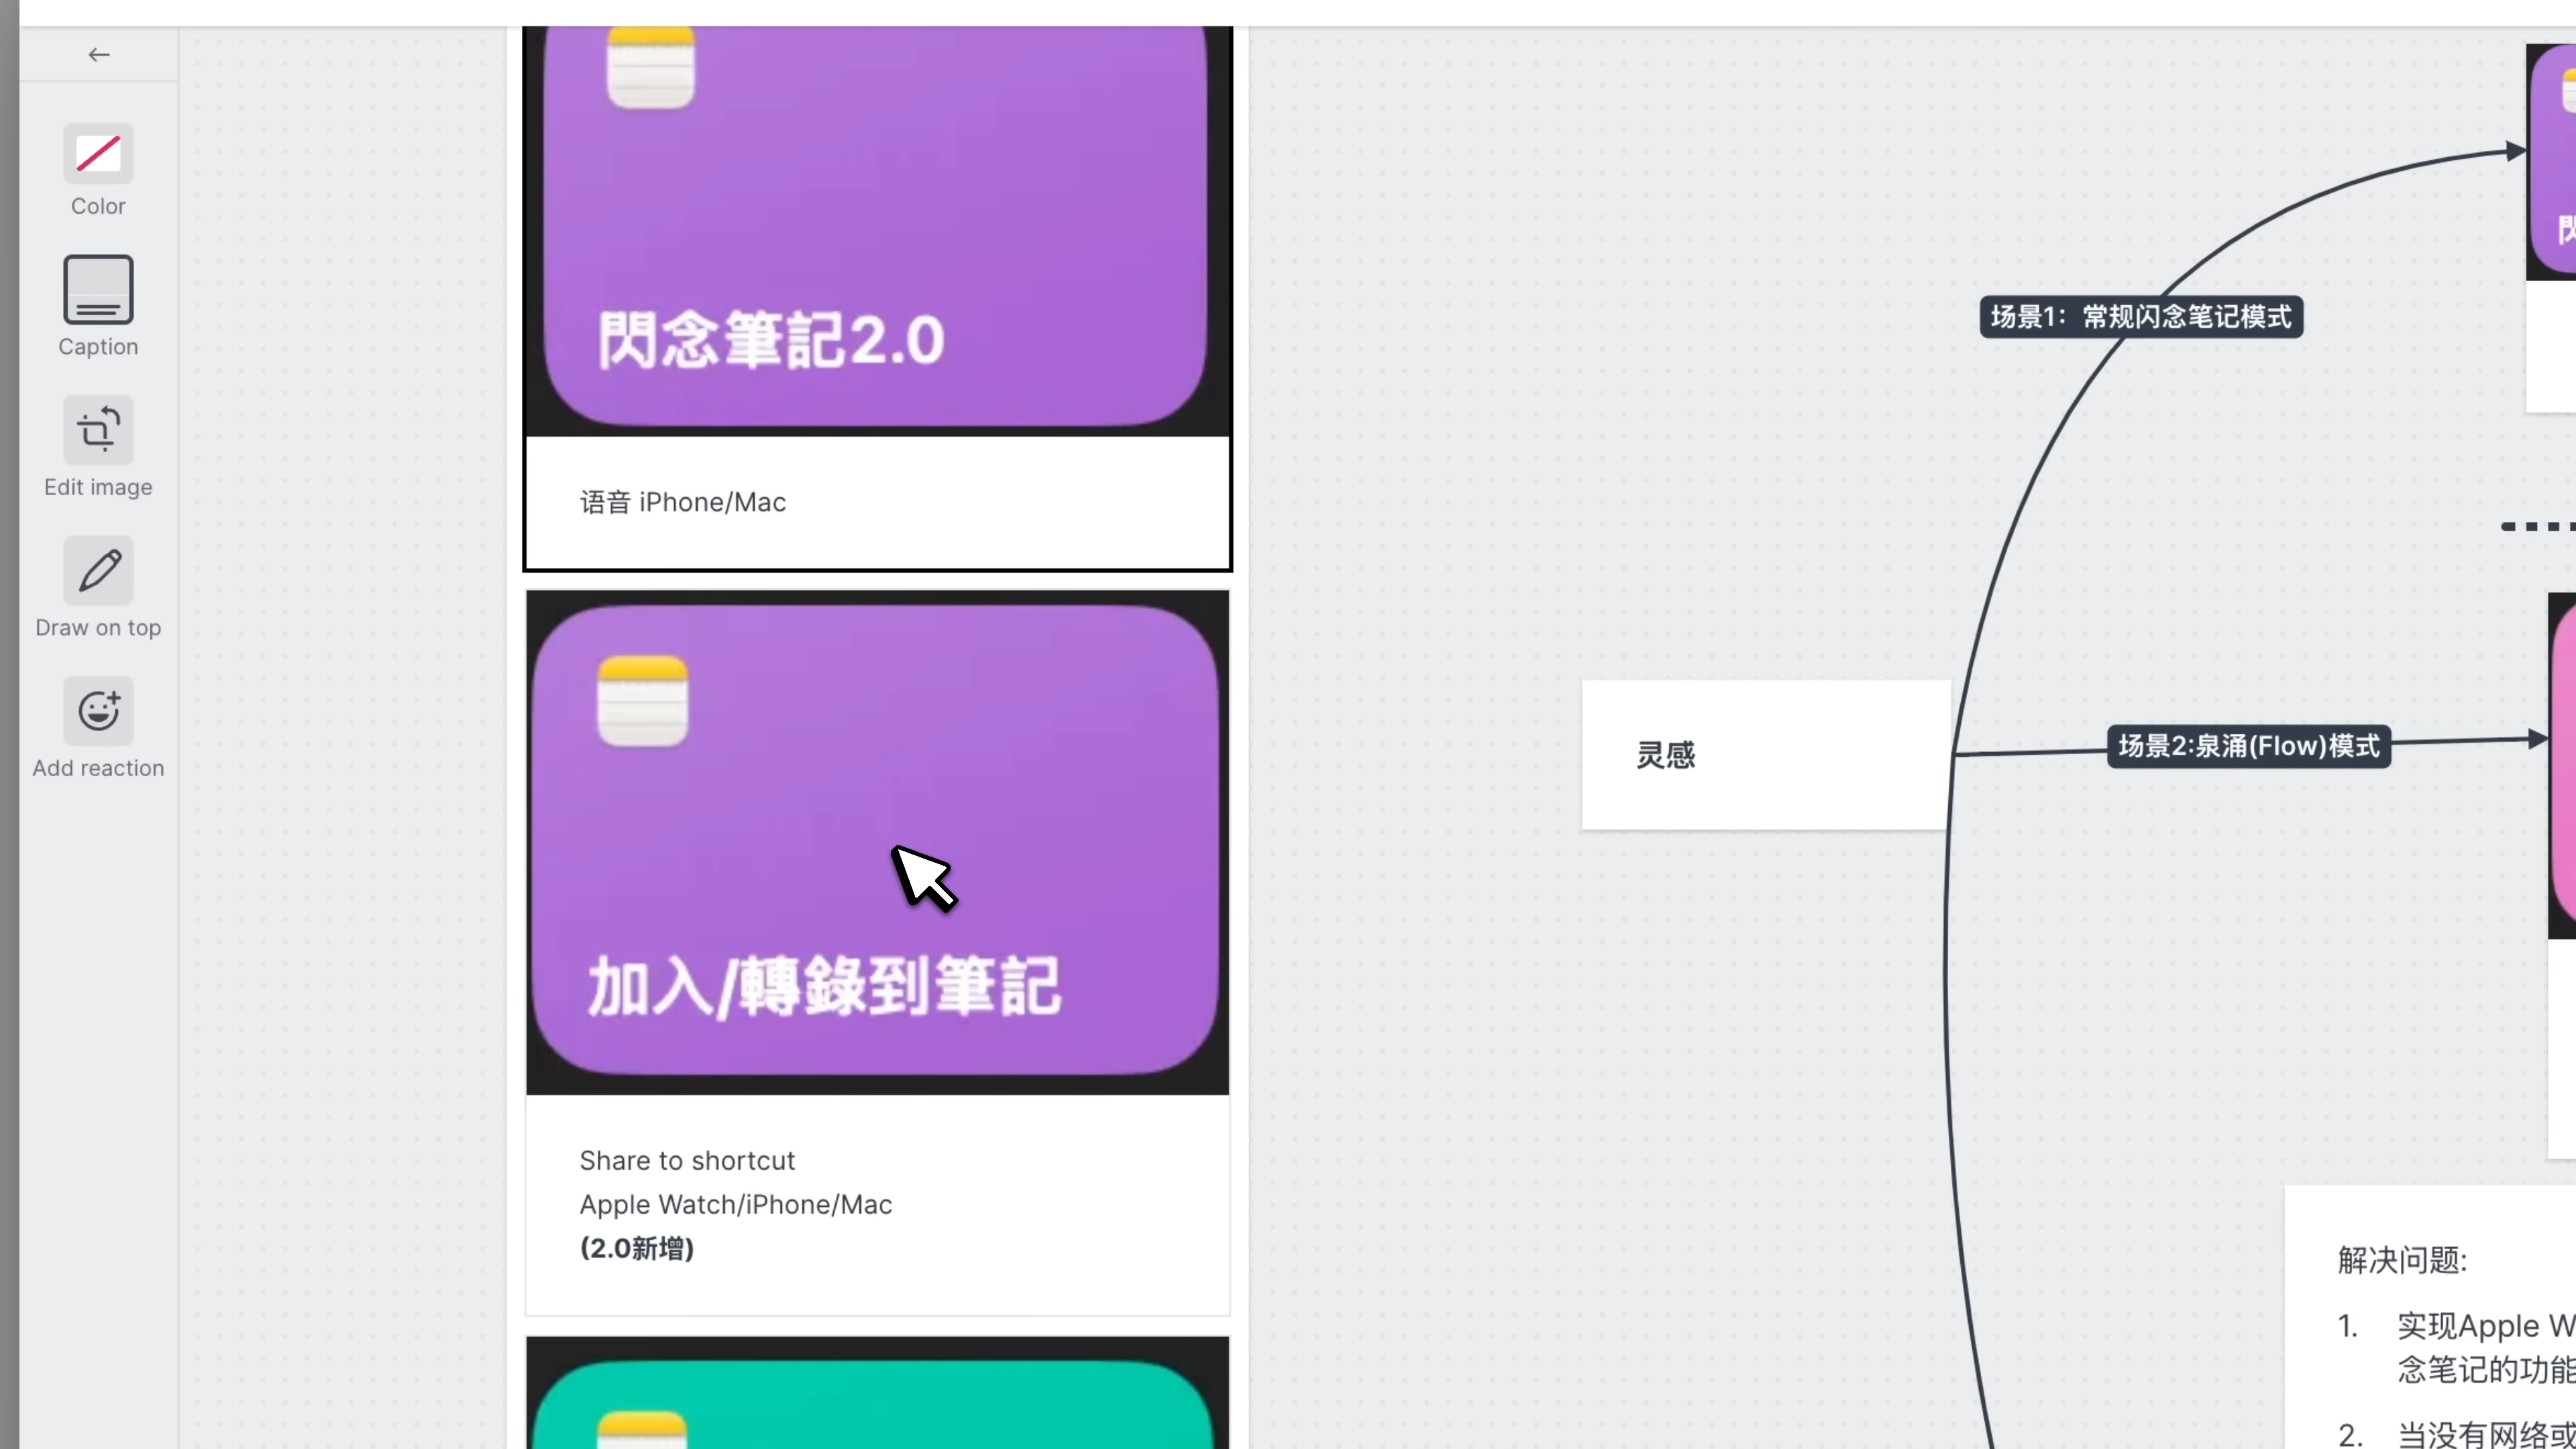 Color
Caption
Edit image
Draw on top
Add reaction
閃念筆記2.0
语音 iPhone/Mac
加入/轉錄到筆記
Share to shortcut
Apple Watch/iPhone/Mac
(2.0新增)
灵感
场景1：常规闪念笔记模式
场景2:泉涌(Flow)模式
解决问题:
1. 实现Apple
念笔记的功能
2. 当没有网络或